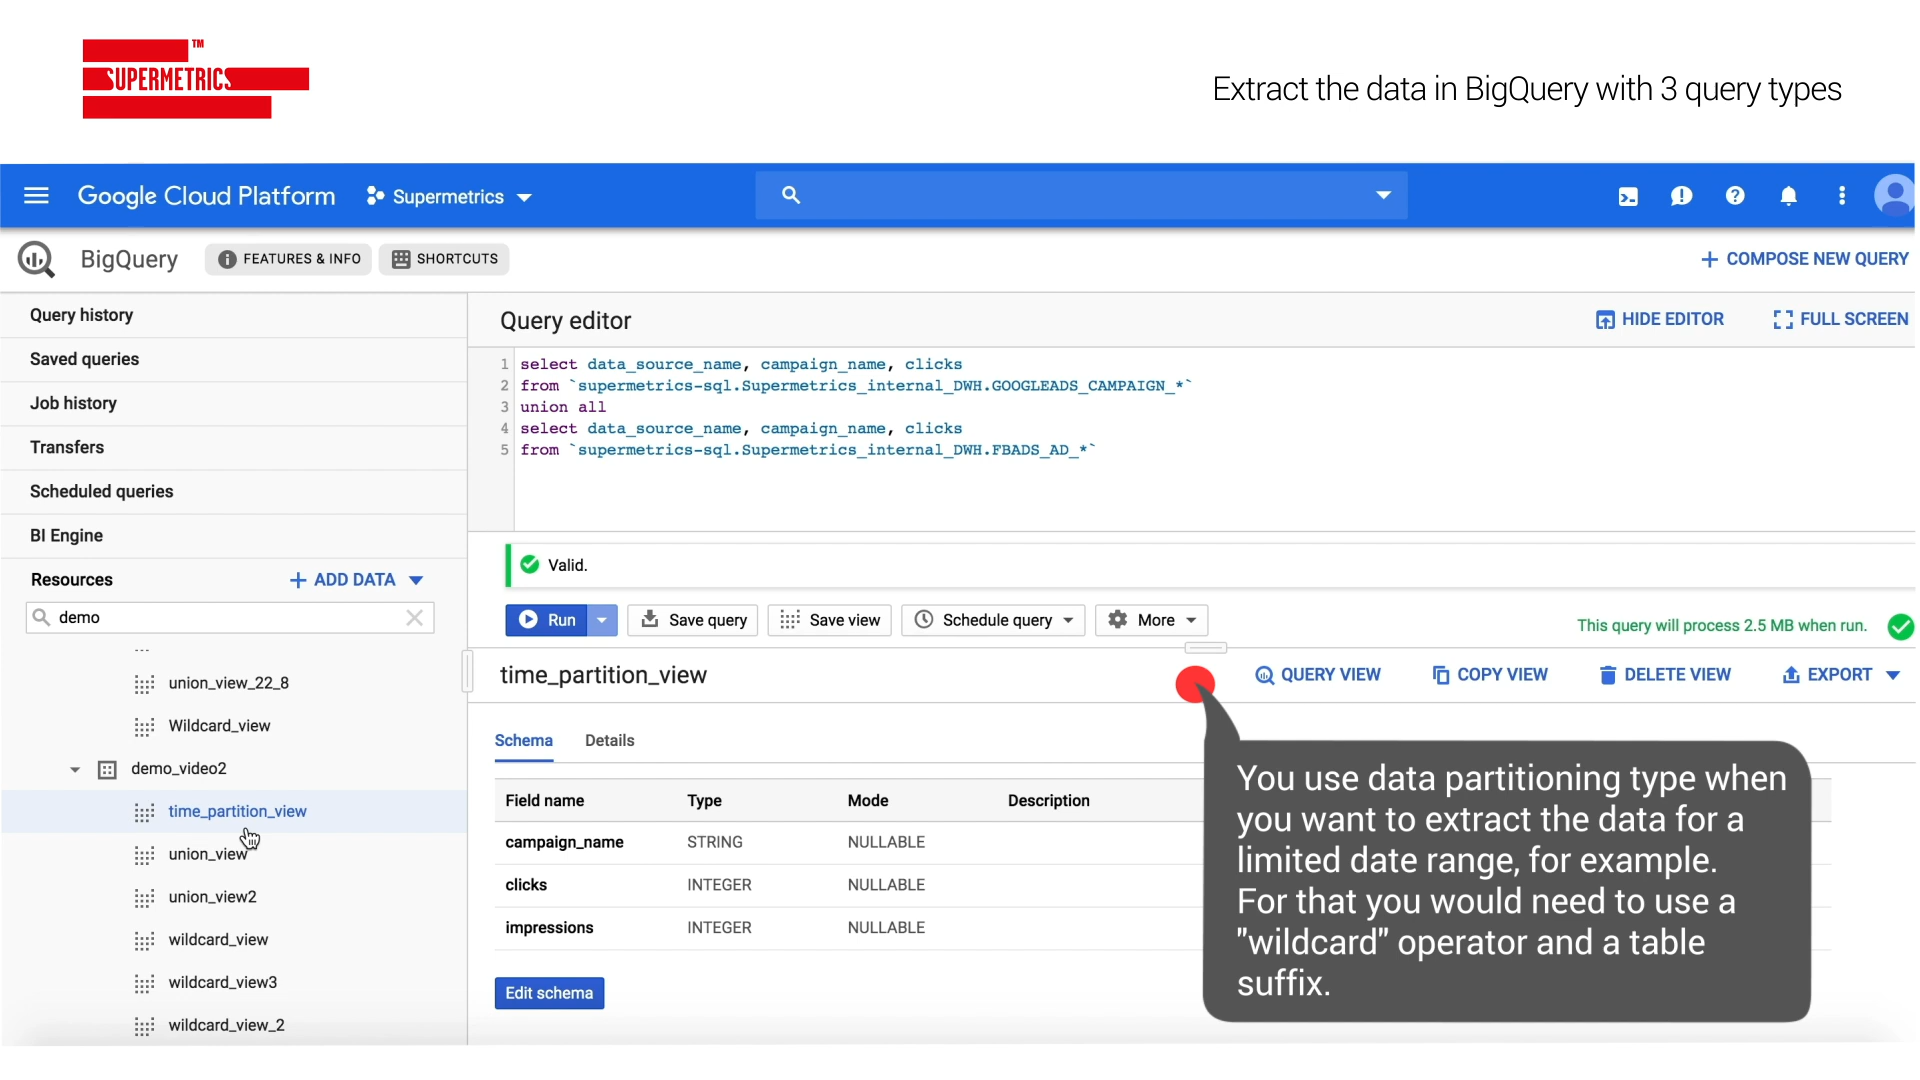 SUPERMETRICS™
Extract the data in BigQuery with 3 query types
Google Cloud Platform
Supermetrics
BigQuery
FEATURES & INFO
SHORTCUTS
COMPOSE NEW QUERY
Query history
Saved queries
Job history
Transfers
Scheduled queries
BI Engine
Resources
ADD DATA
demo
...
union_view_22_8
Wildcard_view
demo_video2
time_partition_view
union_view
union_view2
wildcard_view
wildcard_view3
wildcard_view_2
Query editor
HIDE EDITOR
FULL SCREEN
1 select data_source_name, campaign_name, clicks
2 from `supermetrics-sql.Supermetrics_internal_DWH.GOOGLEADS_CAMPAIGN_*`
3 union all
4 select data_source_name, campaign_name, clicks
5 from `supermetrics-sql.Supermetrics_internal_DWH.FBADS_AD_*`
Valid.
Run
Save query
Save view
Schedule query
More
This query will process 2.5 MB when run.
time_partition_view
QUERY VIEW
COPY VIEW
DELETE VIEW
EXPORT
Schema Details
Field name Type Mode Description
campaign_name STRING NULLABLE
clicks INTEGER NULLABLE
impressions INTEGER NULLABLE
Edit schema
You use data partitioning type when
you want to extract the data for a
limited date range, for example.
For that you would need to use a
"wildcard" operator and a table
suffix.